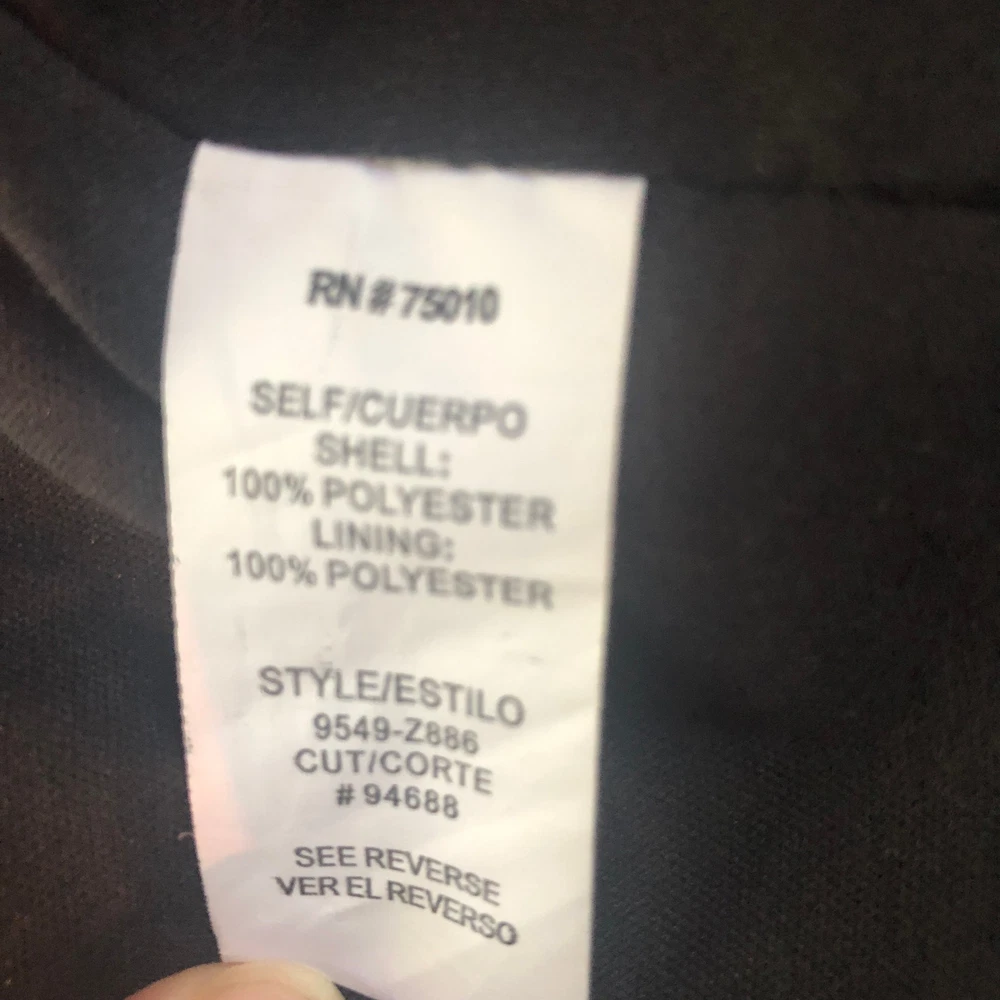 RN # 75010
SELF/CUERPO
SHELL:
100% POLYESTER
LINING:
100% POLYESTER
STYLE/ESTILO
9549-Z886
CUT/CORTE
# 94688
SEE REVERSE
VER EL REVERSO